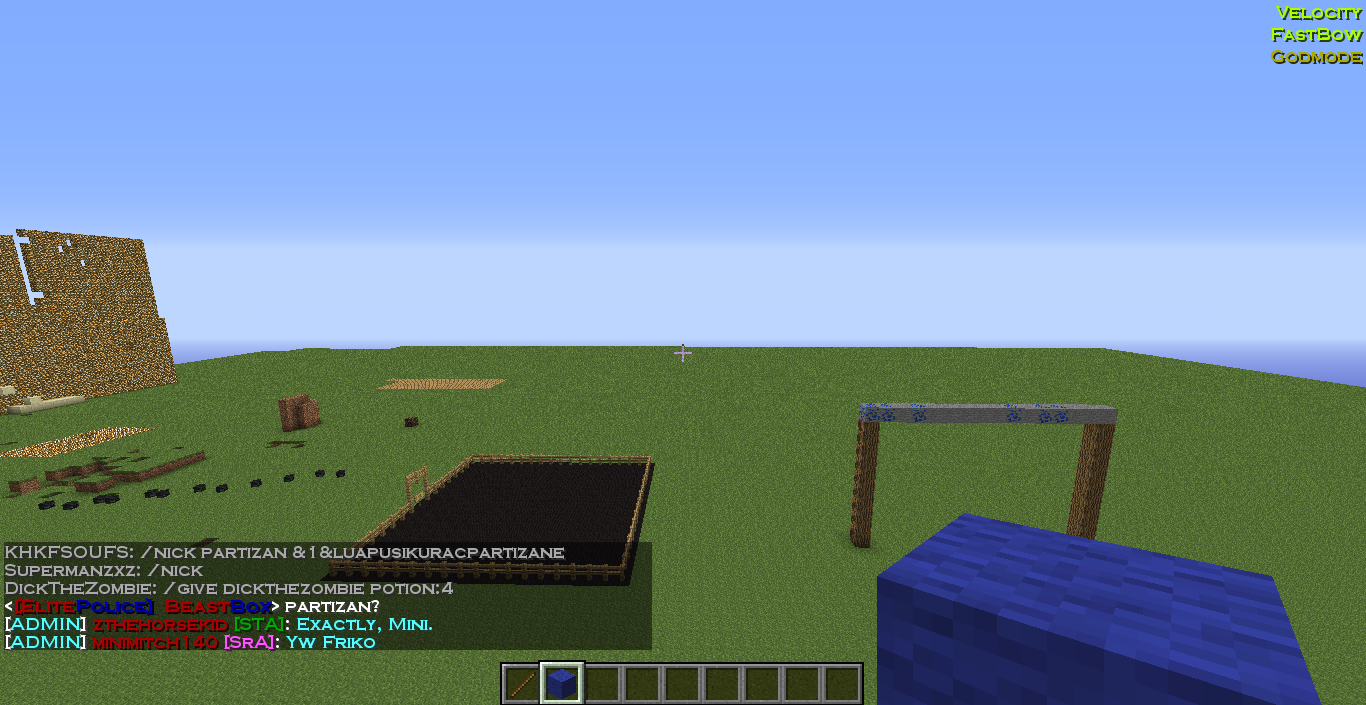 Velocity
FastBow
Godmode
KHKFSOUFS: /nick partizan &1&luapusikuracpartizane
Supermanzxz: /nick
DickTheZombie: /give dickthezombie potion:4
<[ElitePolice] BeastBox> partizan?
[ADMIN] zthehorsekid [STA]: Exactly, Mini.
[ADMIN] minimitch140 [SrA]: Yw Friko